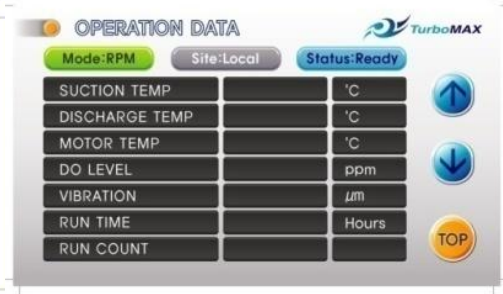 OPERATION DATA
TurboMAX
Mode:RPM Site:Local Status:Ready
SUCTION TEMP 'C
DISCHARGE TEMP 'C
MOTOR TEMP 'C
DO LEVEL ppm
VIBRATION μm
RUN TIME Hours
RUN COUNT
TOP